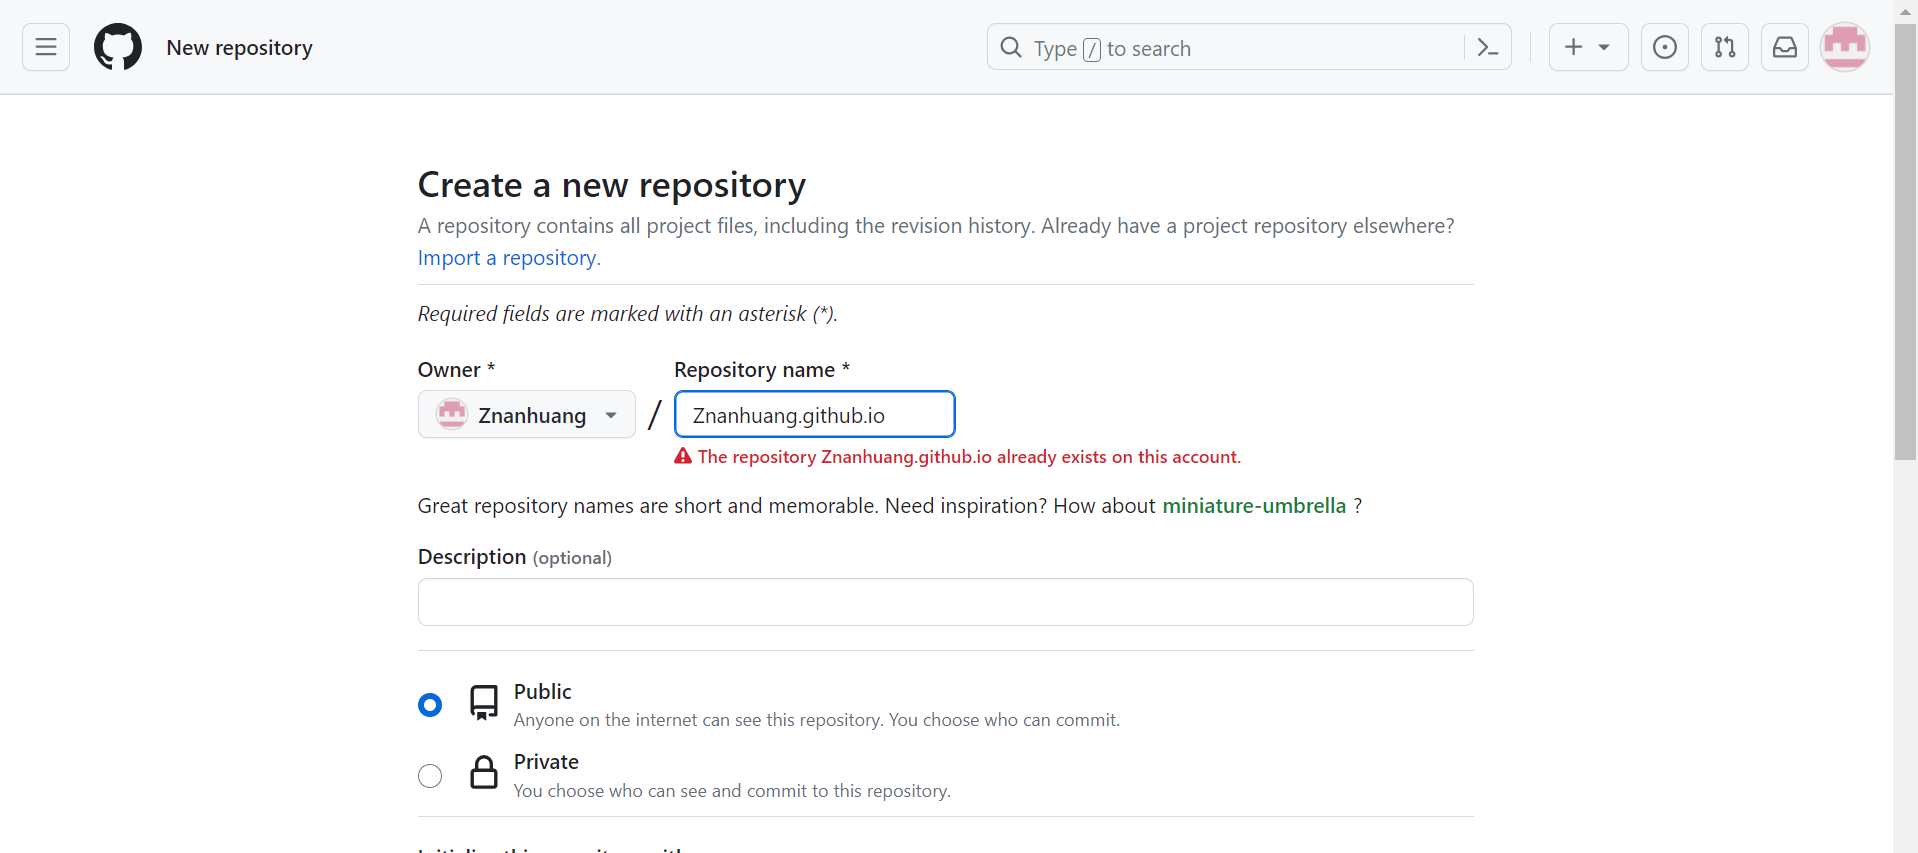 New repository
Type / to search
Create a new repository
A repository contains all project files, including the revision history. Already have a project repository elsewhere?
Import a repository.
Required fields are marked with an asterisk (*).
Owner *
Repository name *
Znanhuang
/
Znanhuang.github.io
The repository Znanhuang.github.io already exists on this account.
Great repository names are short and memorable. Need inspiration? How about miniature-umbrella ?
Description (optional)
Public
Anyone on the internet can see this repository. You choose who can commit.
Private
You choose who can see and commit to this repository.